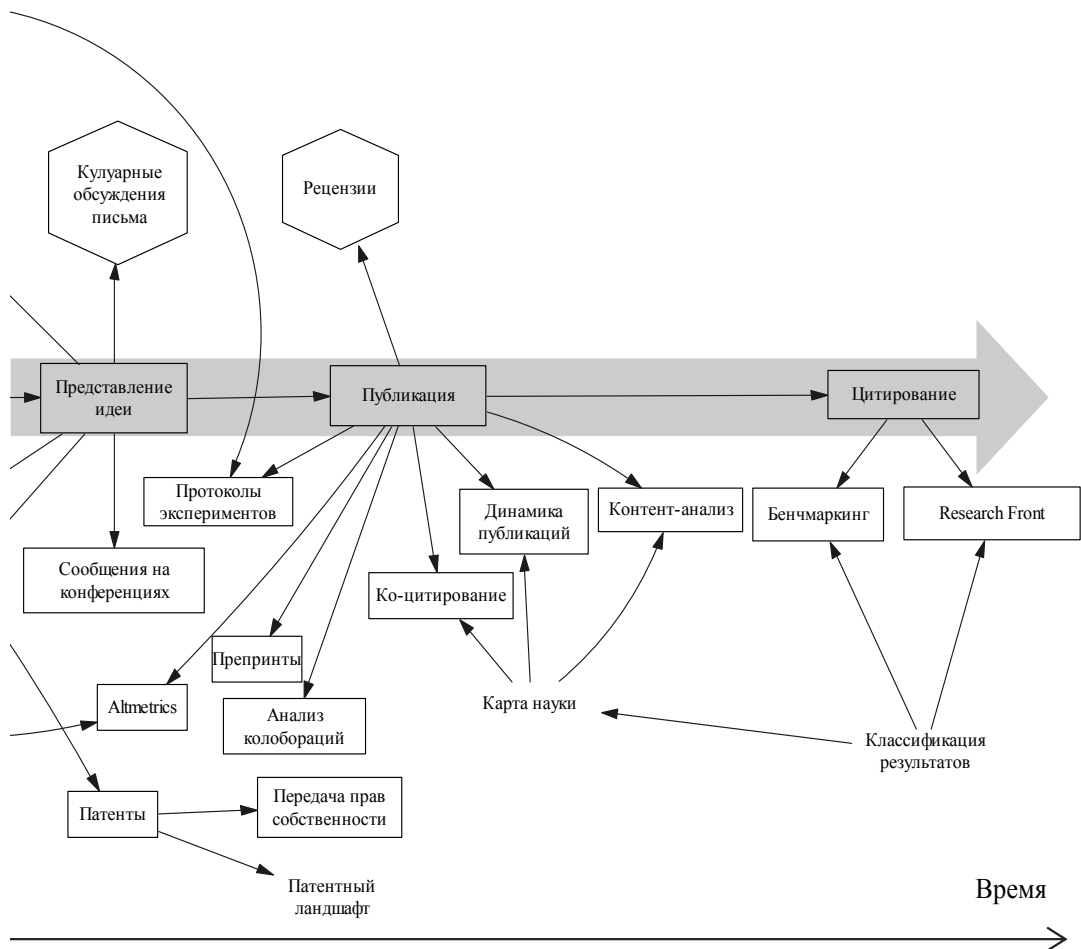 Кулуарные
обсуждения
письма
Рецензии
Представление
идеи
Публикация
Цитирование
Протоколы
экспериментов
Динамика
публикаций
Контент-анализ
Бенчмаркинг
Research Front
Сообщения на
конференциях
Ко-цитирование
Препринты
Altmetrics
Анализ
колобораций
Карта науки
Классификация
результатов
Патенты
Передача прав
собственности
Патентный
ландшафт
Время